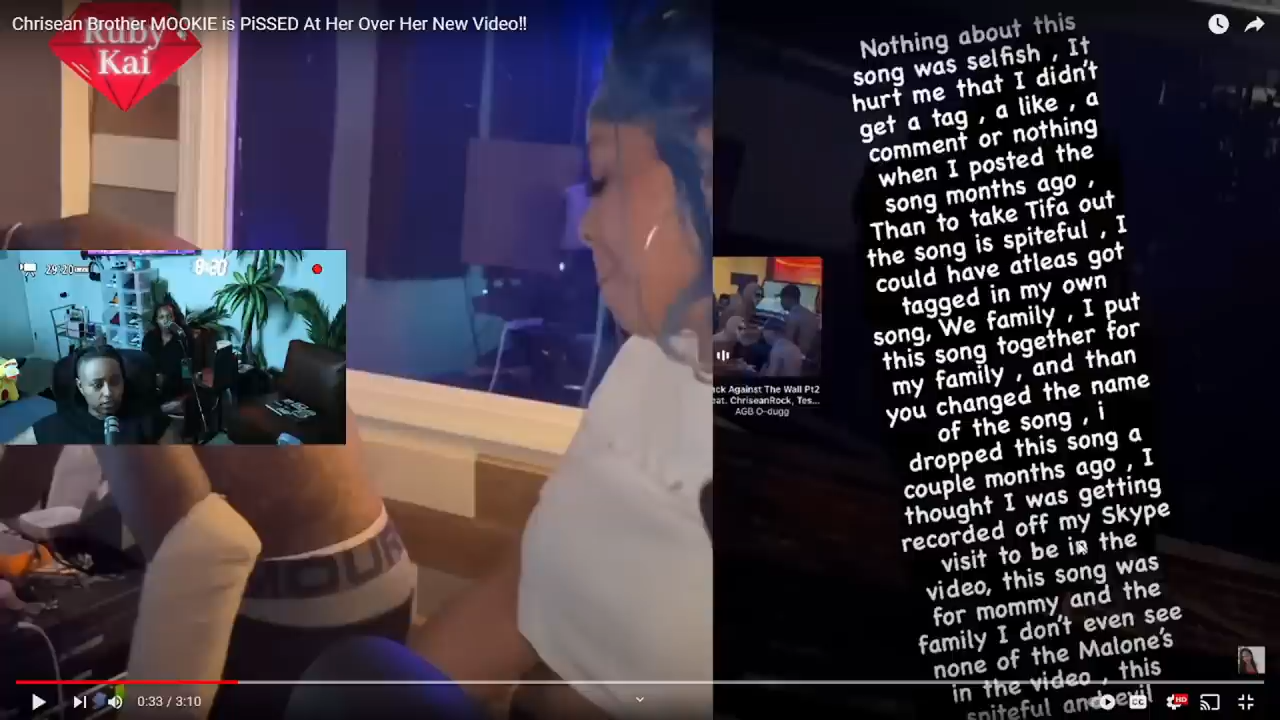 Chrisean Brother MOOKIE is PiSSED At Her Over Her New Video!!
Ruby
Kai
Nothing about this
song was selfish , It
hurt me that I didn't
get a tag , a like , a
comment or nothing
when I posted the
song months ago ,
Than to take Tifa out
the song is spiteful , I
could have atleas got
tagged in my own
song, We family , I put
this song together for
my family , and than
you changed the name
of the song , i
dropped this song a
couple months ago , I
thought I was getting
recorded off my Skype
visit to be in the
video, this song was
for mommy and the
family I don't even see
none of the Malone's
in the video , this
spiteful and evil
ck Against The Wall Pt2
at. ChriseanRock, Tes...
AGB O-dugg
0:33 / 3:10
CC
HD